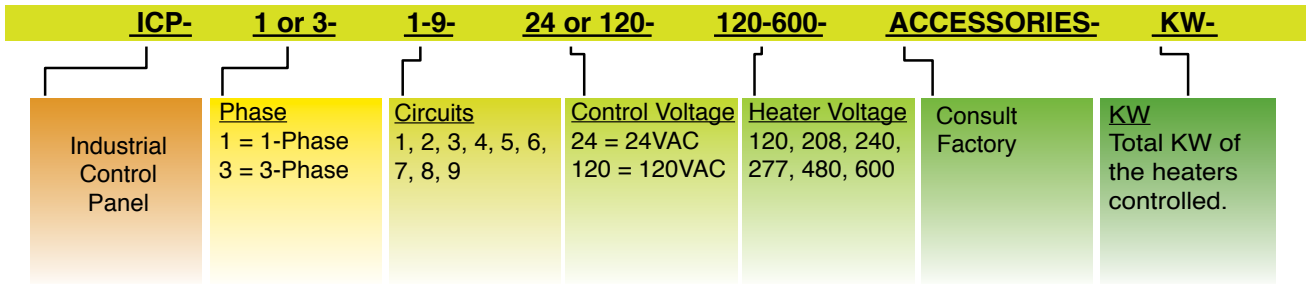 ICP- 1 or 3- 1-9- 24 or 120- 120-600- ACCESSORIES- KW-
Industrial
Control
Panel
Phase
1 = 1-Phase
3 = 3-Phase
Circuits
1, 2, 3, 4, 5, 6,
7, 8, 9
Control Voltage
24 = 24VAC
120 = 120VAC
Heater Voltage
120, 208, 240,
277, 480, 600
Consult
Factory
KW
Total KW of
the heaters
controlled.